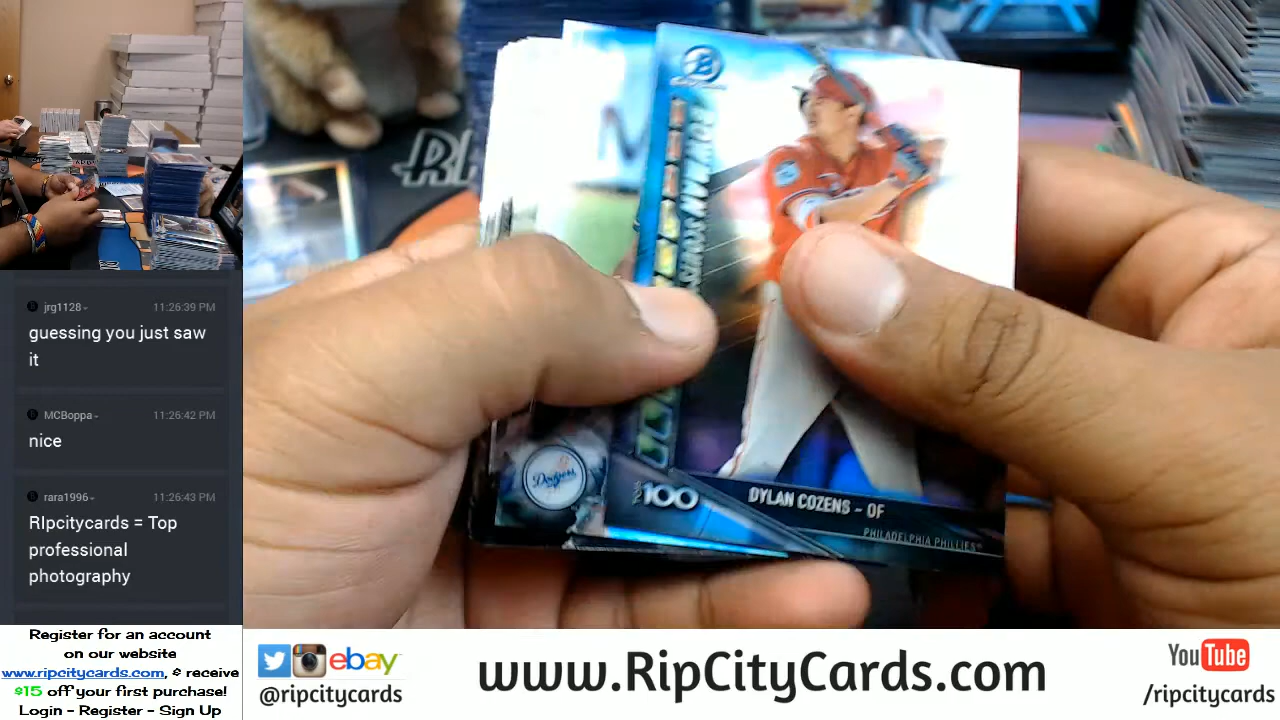 jrg1128
11:26:39 PM
guessing you just saw
it
MCBoppa
11:26:42 PM
nice
rara1996
11:26:43 PM
RIpcitycards = Top
professional
photography
Register for an account
on our website
www.ripcitycards.com, & receive
$15 off your first purchase!
Login - Register - Sign Up
B
BOWMAN SCOUTS
TOP 100
DYLAN COZENS - OF
PHILADELPHIA PHILLIES
Dodgers
ebay
@ripcitycards
www.RipCityCards.com
YouTube
/ripcitycards